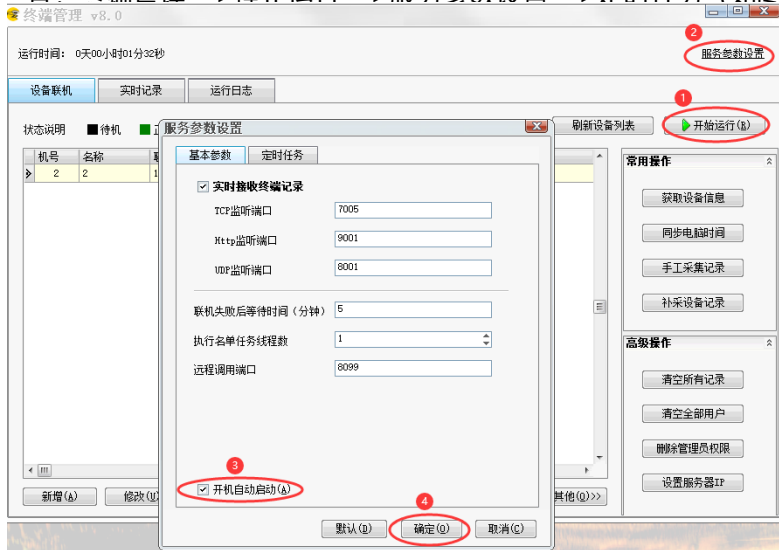 终端管理 v8.0
运行时间： 0天00小时01分32秒
2
服务参数设置
设备联机 实时记录 运行日志
1
状态说明 待机
刷新设备列表 开始运行(R)
机号 名称
2 2 1
服务参数设置
基本参数 定时任务
实时接收终端记录
TCP监听端口 7005
Http监听端口 9001
UDP监听端口 8001
联机失败后等待时间（分钟） 5
执行名单任务线程数 1
远程调用端口 8099
3
开机自动启动(A)
4
默认(D) 确定(O) 取消(C)
常用操作
获取设备信息
同步电脑时间
手工采集记录
补采设备记录
高级操作
清空所有记录
清空全部用户
删除管理员权限
设置服务器IP
新增(A) 修改(U) 其他(Q)>>